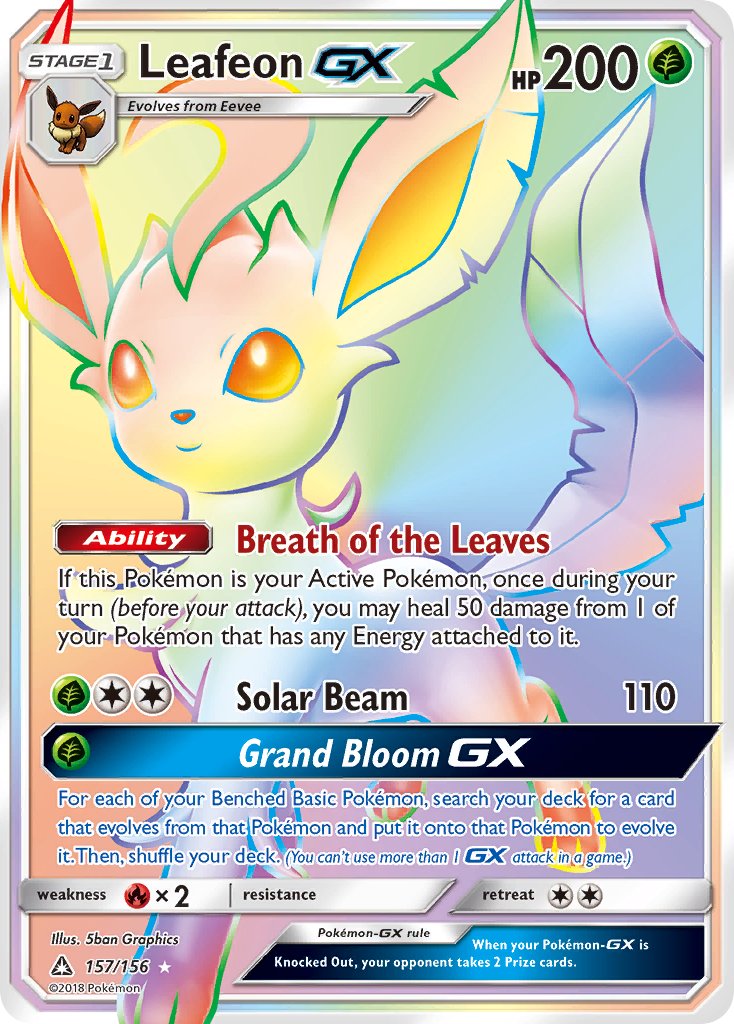 STAGE 1 Leafeon GX HP 200
Evolves from Eevee
Ability Breath of the Leaves
If this Pokémon is your Active Pokémon, once during your
turn (before your attack), you may heal 50 damage from 1 of
your Pokémon that has any Energy attached to it.
Solar Beam 110
Grand Bloom GX
For each of your Benched Basic Pokémon, search your deck for a card
that evolves from that Pokémon and put it onto that Pokémon to evolve
it. Then, shuffle your deck. (You can't use more than 1 GX attack in a game.)
weakness ×2 resistance retreat
Illus. 5ban Graphics
157/156
©2018 Pokémon
Pokémon-GX rule
When your Pokémon-GX is
Knocked Out, your opponent takes 2 Prize cards.